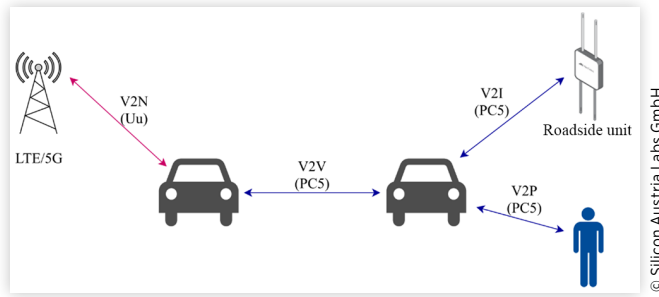 V2N
(Uu)
LTE/5G
V2V
(PC5)
V2I
(PC5)
Roadside unit
V2P
(PC5)
© Silicon Austria Labs GmbH